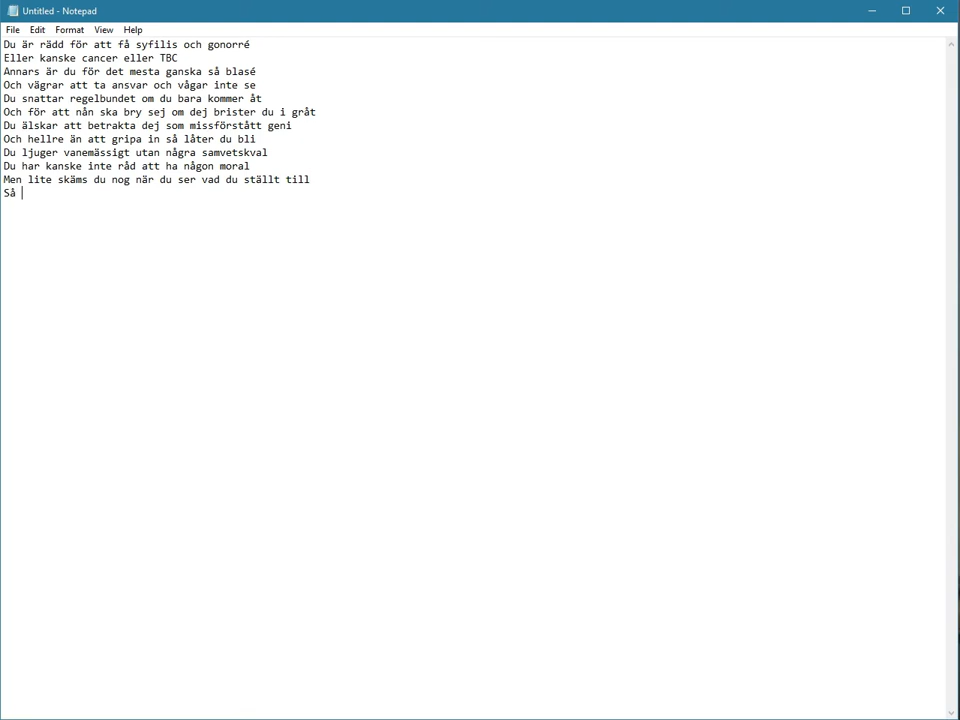 Untitled - Notepad
File Edit Format View Help
Du är rädd för att få syfilis och gonorré
Eller kanske cancer eller TBC
Annars är du för det mesta ganska så blasé
Och vägrar att ta ansvar och vågar inte se
Du snattar regelbundet om du bara kommer åt
Och för att nån ska bry sej om dej brister du i gråt
Du älskar att betrakta dej som missförstått geni
Och hellre än att gripa in så låter du bli
Du ljuger vanemässigt utan några samvetskval
Du har kanske inte råd att ha någon moral
Men lite skäms du nog när du ser vad du ställt till
Så